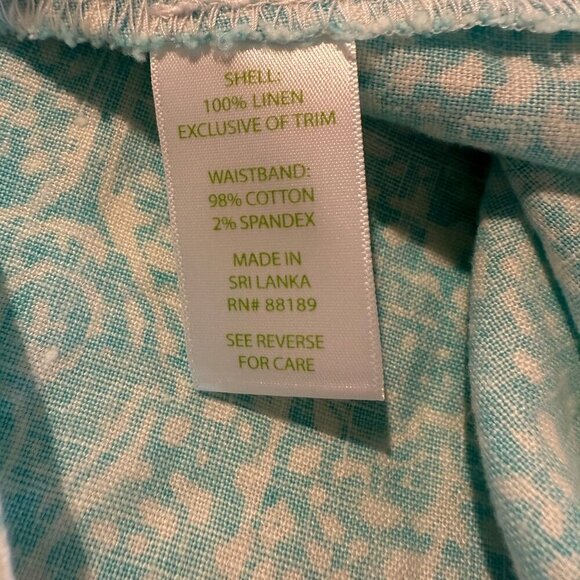 SHELL:
100% LINEN
EXCLUSIVE OF TRIM
WAISTBAND:
98% COTTON
2% SPANDEX
MADE IN
SRI LANKA
RN# 88189
SEE REVERSE
FOR CARE